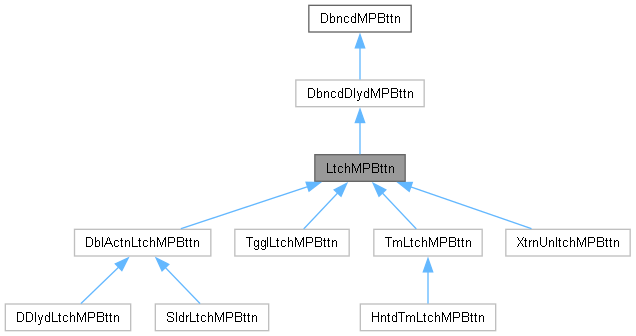 DbncdMPBttn
DbncdDlydMPBttn
LtchMPBttn
DblActnLtchMPBttn
TgglLtchMPBttn
TmLtchMPBttn
XtrnUnltchMPBttn
DDlydLtchMPBttn
SldrLtchMPBttn
HntdTmLtchMPBttn